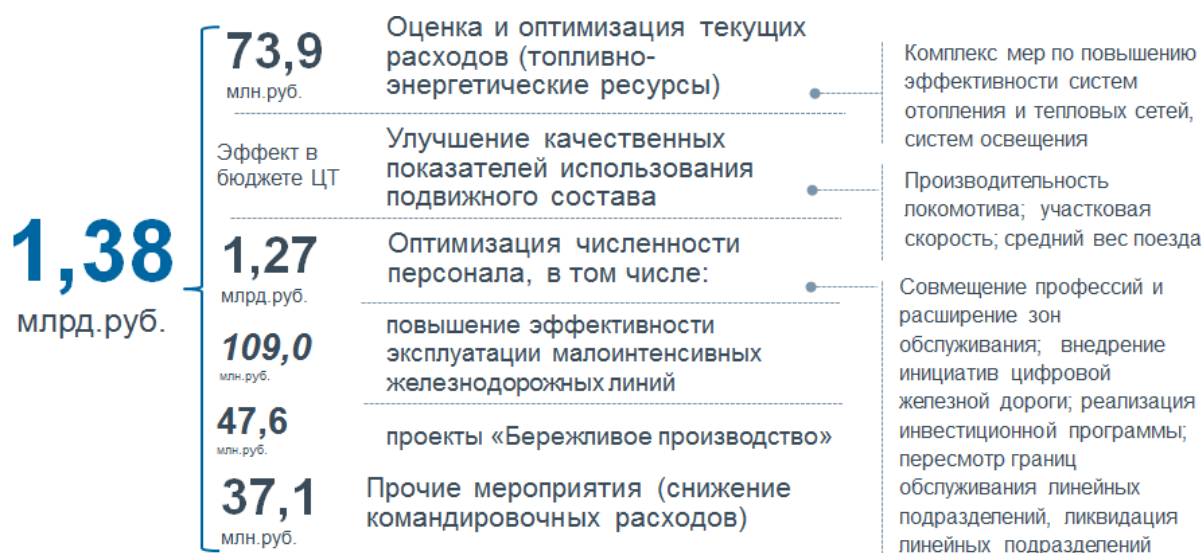 1,38
млрд.руб.
73,9
млн.руб.
Оценка и оптимизация текущих
расходов (топливно-
энергетические ресурсы)
Комплекс мер по повышению
эффективности систем
отопления и тепловых сетей,
систем освещения
Эффект в
бюджете ЦТ
Улучшение качественных
показателей использования
подвижного состава
Производительность
локомотива; участковая
скорость; средний вес поезда
1,27
млрд.руб.
Оптимизация численности
персонала, в том числе:
Совмещение профессий и
расширение зон
обслуживания; внедрение
инициатив цифровой
железной дороги; реализация
инвестиционной программы;
пересмотр границ
обслуживания линейных
подразделений, ликвидация
линейных подразделений
109,0
млн.руб.
повышение эффективности
эксплуатации малоинтенсивных
железнодорожных линий
47,6
млн.руб.
проекты «Бережливое производство»
37,1
млн.руб.
Прочие мероприятия (снижение
командировочных расходов)